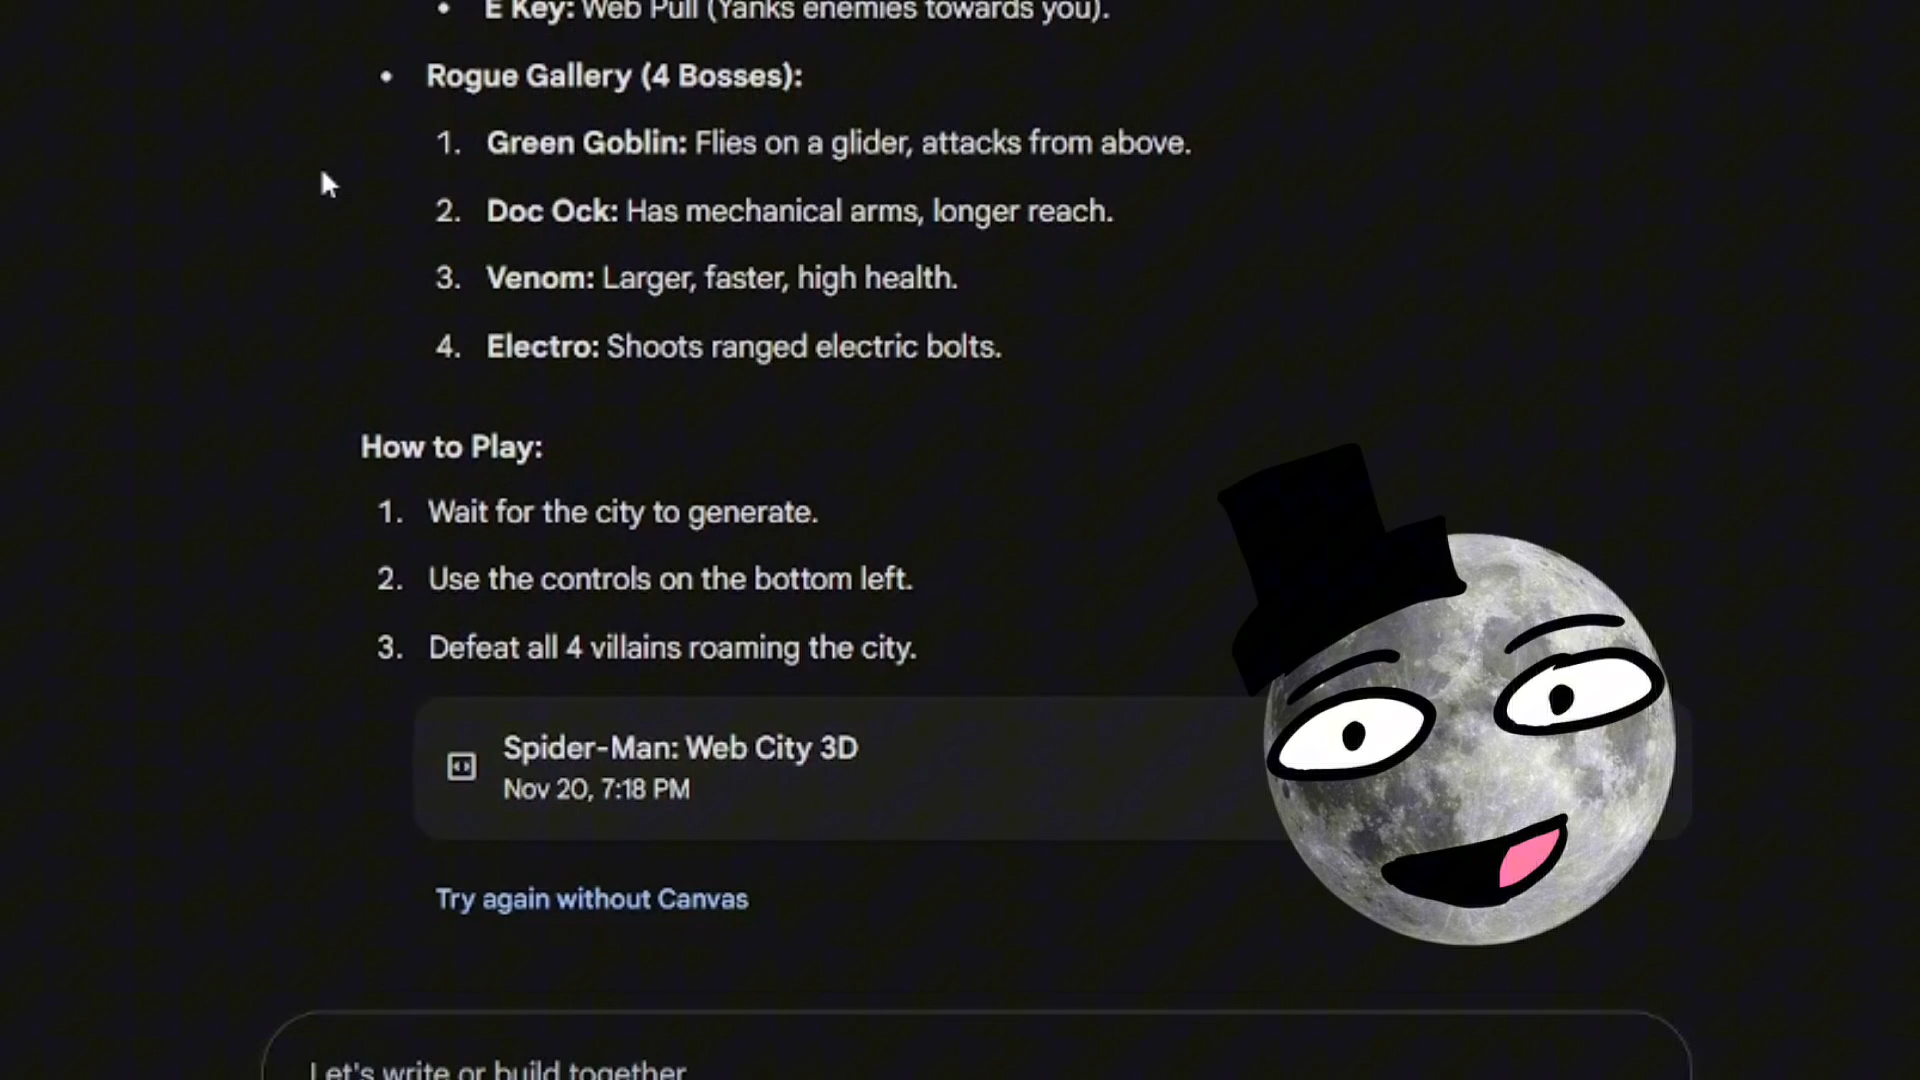 E Key: Web Pull (Yanks enemies towards you).
Rogue Gallery (4 Bosses):
1. Green Goblin: Flies on a glider, attacks from above.
2. Doc Ock: Has mechanical arms, longer reach.
3. Venom: Larger, faster, high health.
4. Electro: Shoots ranged electric bolts.
How to Play:
1. Wait for the city to generate.
2. Use the controls on the bottom left.
3. Defeat all 4 villains roaming the city.
Spider-Man: Web City 3D
Nov 20, 7:18 PM
Try again without Canvas
Let's write or build together